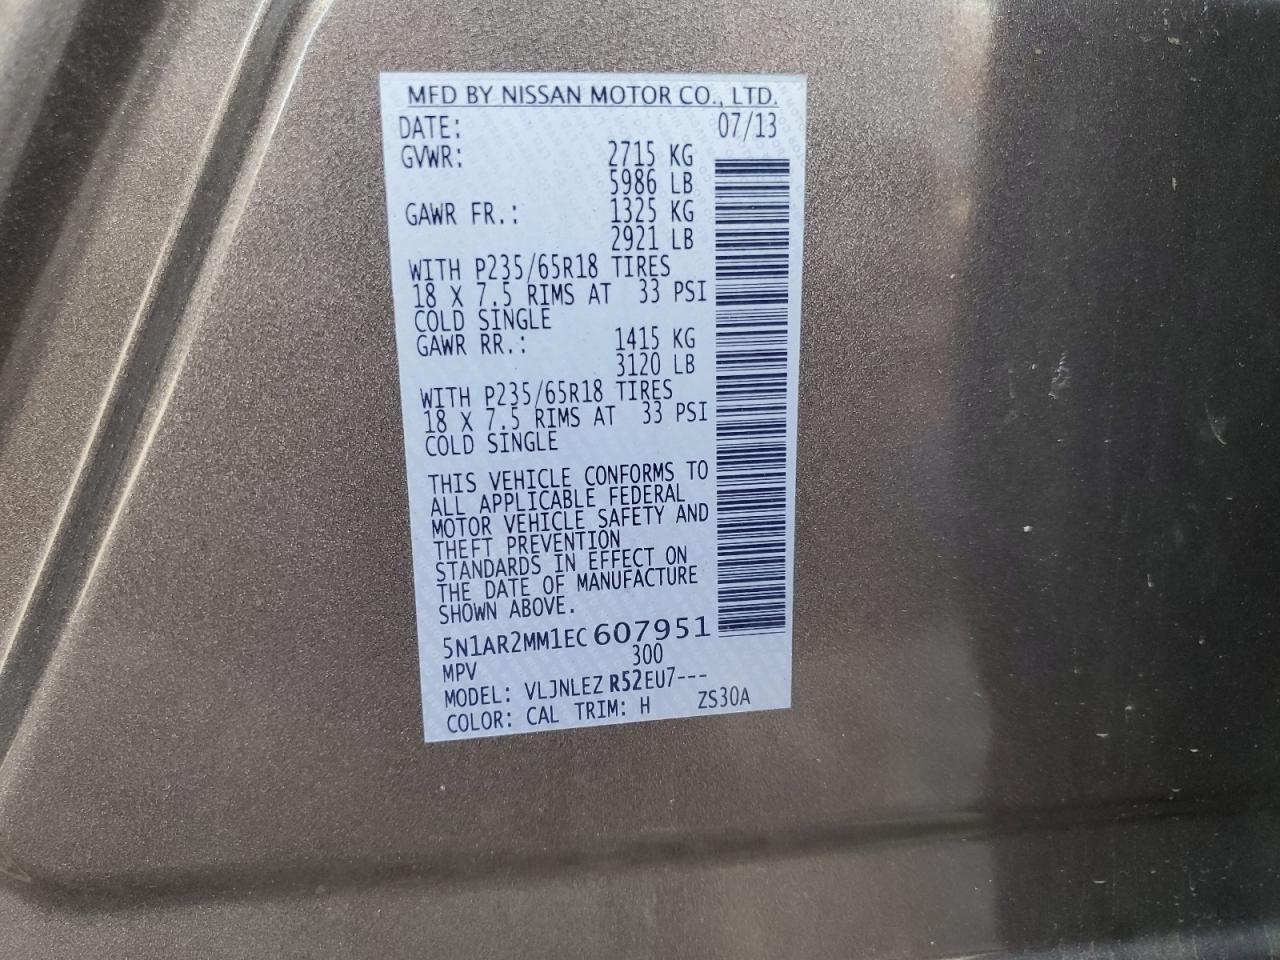 MFD BY NISSAN MOTOR CO., LTD.
DATE: 07/13
GVWR: 2715 KG
5986 LB
GAWR FR.: 1325 KG
2921 LB
WITH P235/65R18 TIRES
18 X 7.5 RIMS AT 33 PSI
COLD SINGLE
GAWR RR.: 1415 KG
3120 LB
WITH P235/65R18 TIRES
18 X 7.5 RIMS AT 33 PSI
COLD SINGLE
THIS VEHICLE CONFORMS TO
ALL APPLICABLE FEDERAL
MOTOR VEHICLE SAFETY AND
THEFT PREVENTION
STANDARDS IN EFFECT ON
THE DATE OF MANUFACTURE
SHOWN ABOVE.
5N1AR2MM1EC607951
MPV 300
MODEL: VLJNLEZ R52EU7---
COLOR: CAL TRIM: H ZS30A